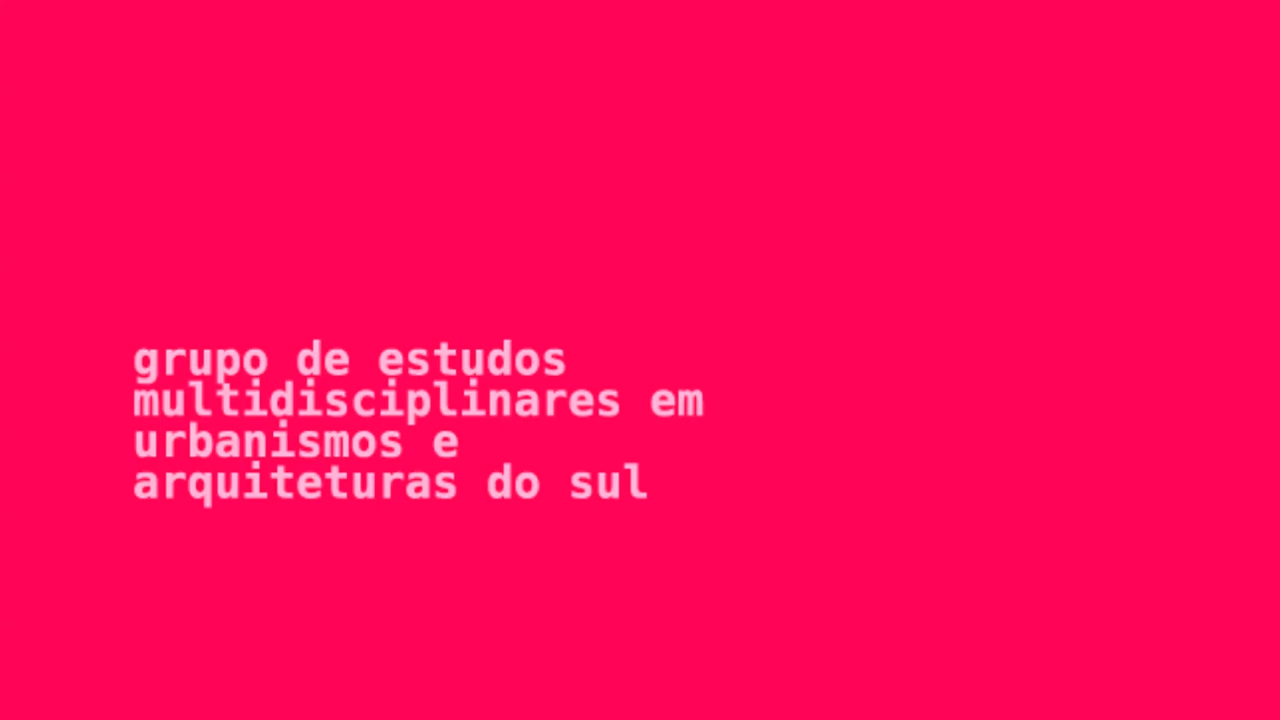 grupo de estudos
multidisciplinares em
urbanismos e
arquiteturas do sul